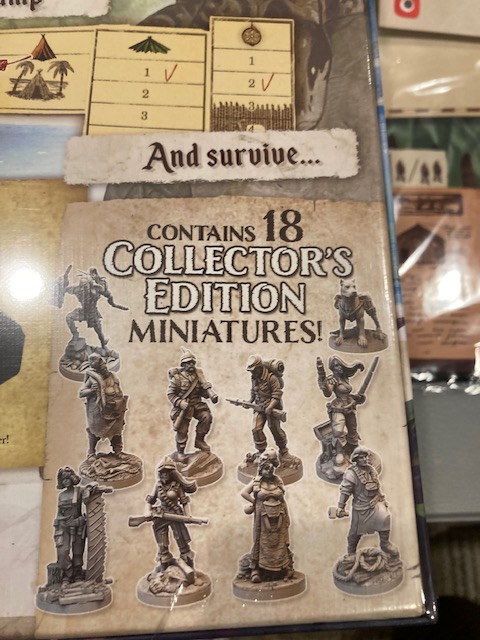 1
2
3
1
2
3
And survive...
CONTAINS 18
COLLECTOR'S
EDITION
MINIATURES!